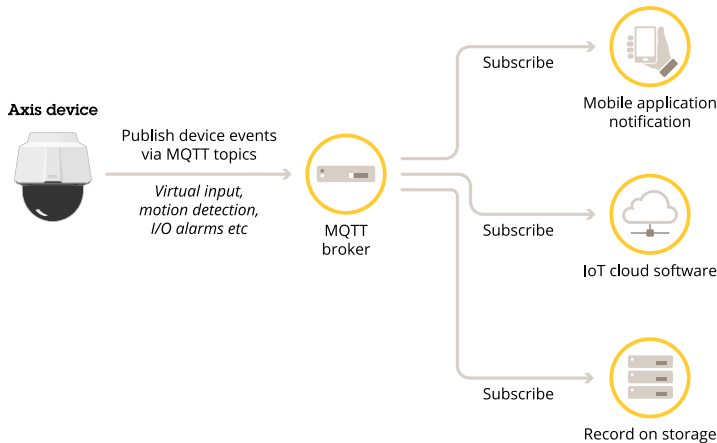 Axis device
Publish device events
via MQTT topics
Virtual input,
motion detection,
I/O alarms etc
MQTT
broker
Subscribe
Mobile application
notification
Subscribe
IoT cloud software
Subscribe
Record on storage